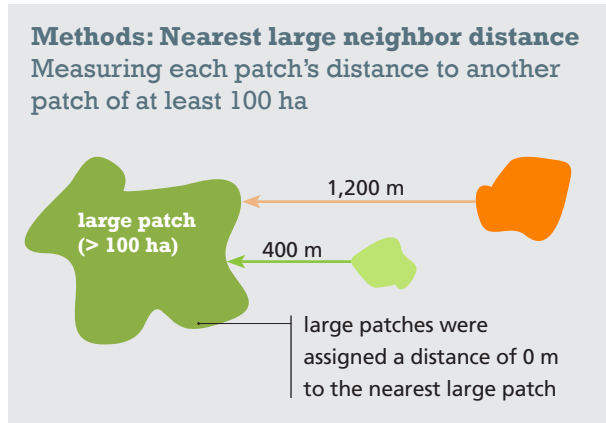 Methods: Nearest large neighbor distance
Measuring each patch's distance to another
patch of at least 100 ha
1,200 m
large patch
(> 100 ha)
400 m
large patches were
assigned a distance of 0 m
to the nearest large patch